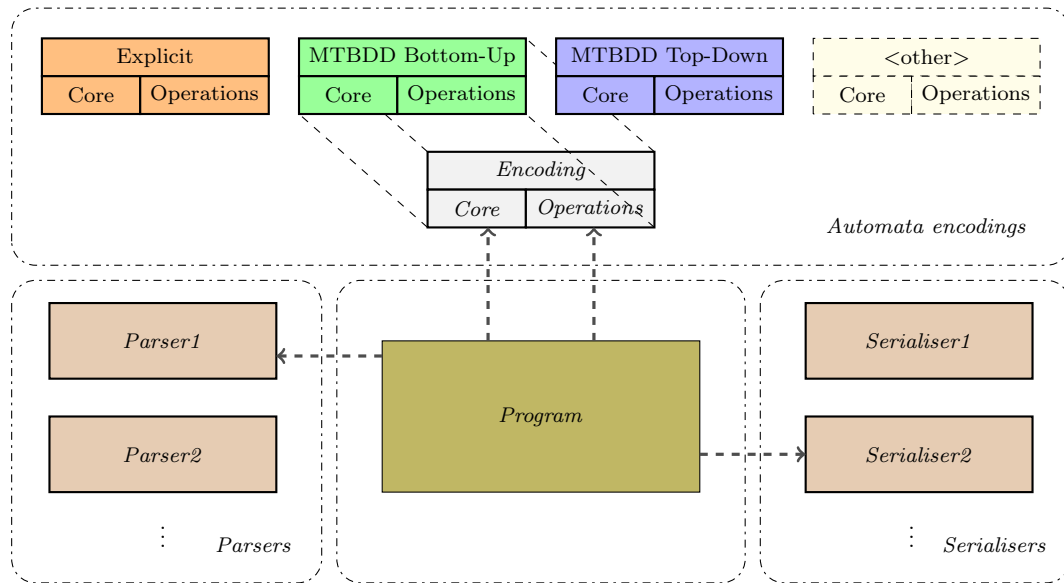 Explicit
Core Operations
MTBDD Bottom-Up
Core Operations
MTBDD Top-Down
Core Operations
<other>
Core Operations
Encoding
Core Operations
Automata encodings
Parser1
Parser2
⋮
Parsers
Program
Serialiser1
Serialiser2
⋮
Serialisers